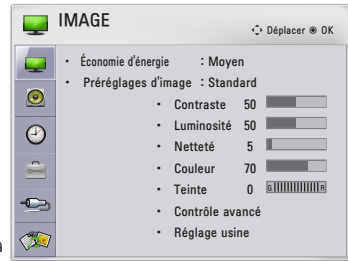 IMAGE
Déplacer OK
• Économie d'énergie : Moyen
• Préréglages d'image : Standard
• Contraste 50
• Luminosité 50
• Netteté 5
• Couleur 70
• Teinte 0 G R
• Contrôle avancé
• Réglage usine
a